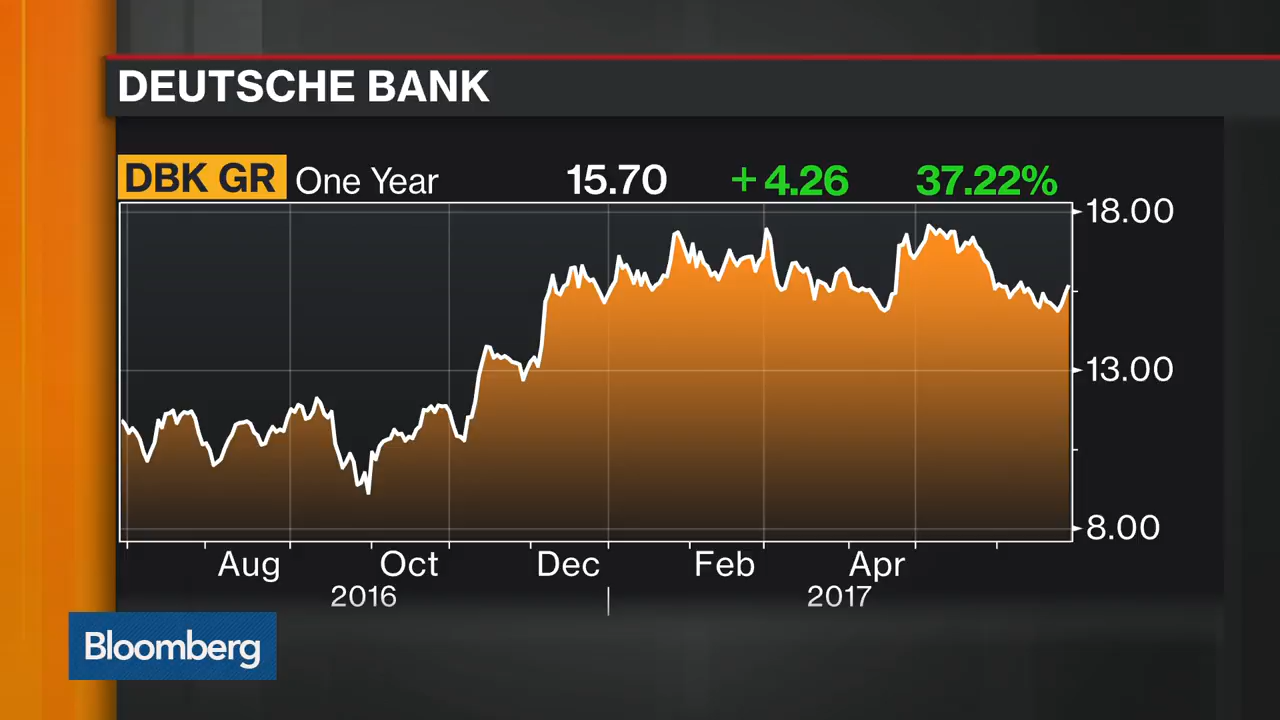 DEUTSCHE BANK
DBK GR One Year 15.70 +4.26 37.22%
18.00
13.00
8.00
Aug Oct Dec Feb Apr
2016 2017
Bloomberg